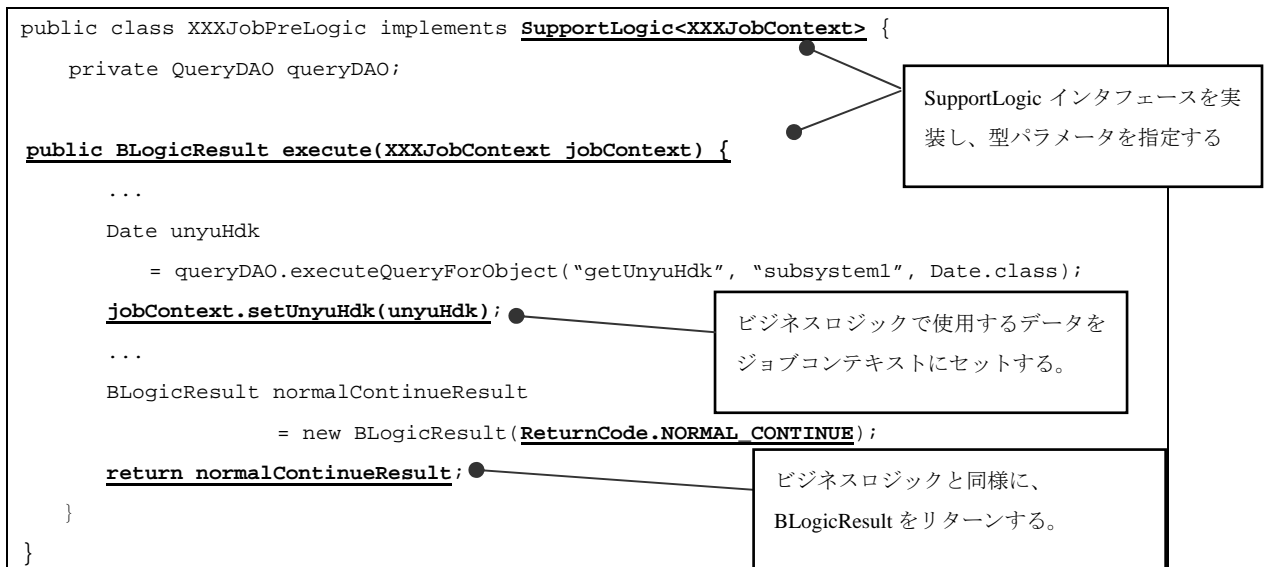 public class XXXJobPreLogic implements SupportLogic<XXXJobContext> {
private QueryDAO queryDAO;
SupportLogic インタフェースを実
装し、型パラメータを指定する
public BLogicResult execute(XXXJobContext jobContext) {
...
Date unyuHdk
= queryDAO.executeQueryForObject(“getUnyuHdk”, “subsystem1”, Date.class);
jobContext.setUnyuHdk(unyuHdk);
ビジネスロジックで使用するデータを
ジョブコンテキストにセットする。
...
BLogicResult normalContinueResult
= new BLogicResult(ReturnCode.NORMAL_CONTINUE);
return normalContinueResult;
ビジネスロジックと同様に、
BLogicResult をリターンする。
}
}